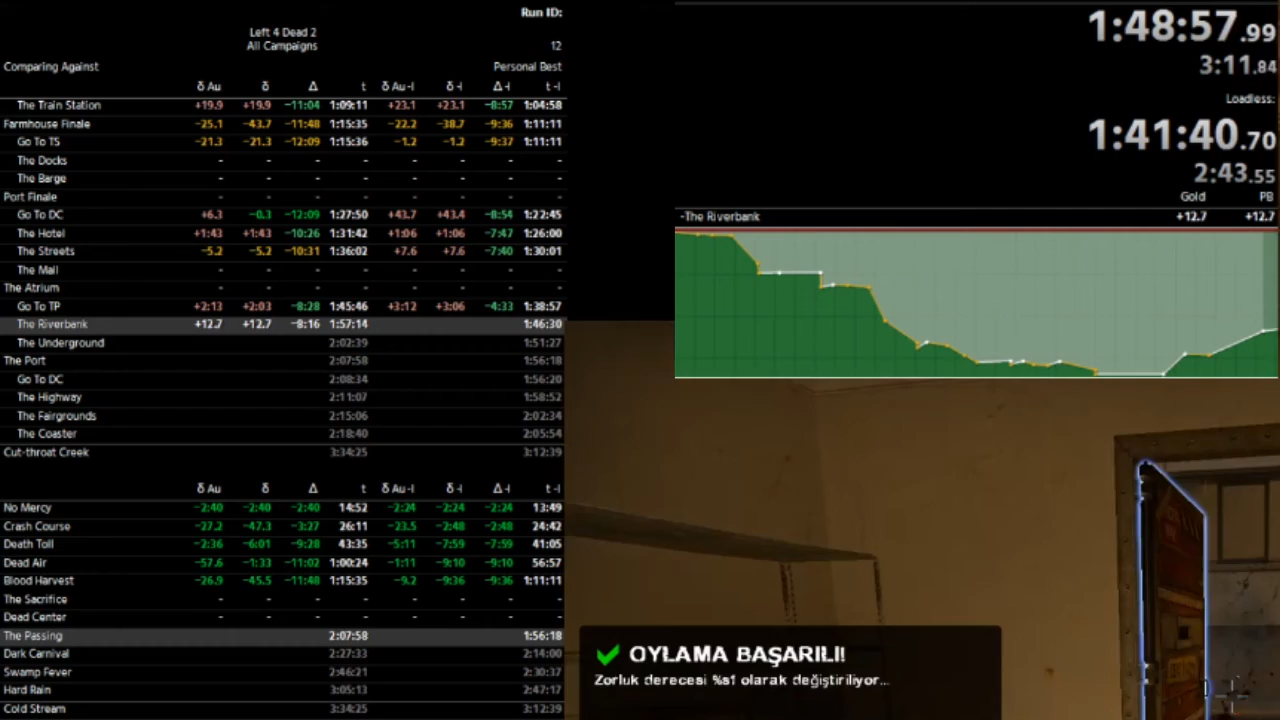 Run ID:
Left 4 Dead 2
All Campaigns
12
Comparing Against Personal Best
δ Au δ Δ t δ Au-l δ -l Δ -l t -l
The Train Station +19.9 +19.9 −11:04 1:09:11 +23.1 +23.1 −8:57 1:04:58
Farmhouse Finale −25.1 −43.7 −11:48 1:15:35 −22.2 −38.7 −9:36 1:11:11
Go To TS −21.3 −21.3 −12:09 1:15:36 −1.2 −1.2 −9:37 1:11:11
The Docks - - - - - - - -
The Barge - - - - - - - -
Port Finale - - - - - - - -
Go To DC +6.3 −0.3 −12:09 1:27:50 +43.7 +43.4 −8:54 1:22:45
The Hotel +1:43 +1:43 −10:26 1:31:42 +1:06 +1:06 −7:47 1:26:00
The Streets −5.2 −5.2 −10:31 1:36:02 +7.6 +7.6 −7:40 1:30:01
The Mall - - - - - - - -
The Atrium - - - - - - - -
Go To TP +2:13 +2:03 −8:28 1:45:46 +3:12 +3:06 −4:33 1:38:57
The Riverbank +12.7 +12.7 −8:16 1:57:14 1:46:30
The Underground 2:02:39 1:51:27
The Port 2:07:58 1:56:18
Go To DC 2:08:34 1:56:20
The Highway 2:11:07 1:58:52
The Fairgrounds 2:15:06 2:02:34
The Coaster 2:18:40 2:05:54
Cut-throat Creek 3:34:25 3:12:39
δ Au δ Δ t δ Au-l δ -l Δ -l t -l
No Mercy −2:40 −2:40 −2:40 14:52 −2:24 −2:24 −2:24 13:49
Crash Course −27.2 −47.3 −3:27 26:11 −23.5 −2:48 −2:48 24:42
Death Toll −2:36 −6:01 −9:28 43:35 −5:11 −7:59 −7:59 41:05
Dead Air −57.6 −1:33 −11:02 1:00:24 −1:11 −9:10 −9:10 56:57
Blood Harvest −26.9 −45.5 −11:48 1:15:35 −9.2 −9:36 −9:36 1:11:11
The Sacrifice - - - - - - - -
Dead Center - - - - - - - -
The Passing 2:07:58 1:56:18
Dark Carnival 2:27:33 2:14:00
Swamp Fever 2:46:21 2:30:37
Hard Rain 3:05:13 2:47:17
Cold Stream 3:34:25 3:12:39
1:48:57.99
3:11.84
Loadless:
1:41:40.70
2:43.55
Gold PB
-The Riverbank +12.7 +12.7
OYLAMA BAŞARILI!
Zorluk derecesi %s1 olarak değiştiriliyor...